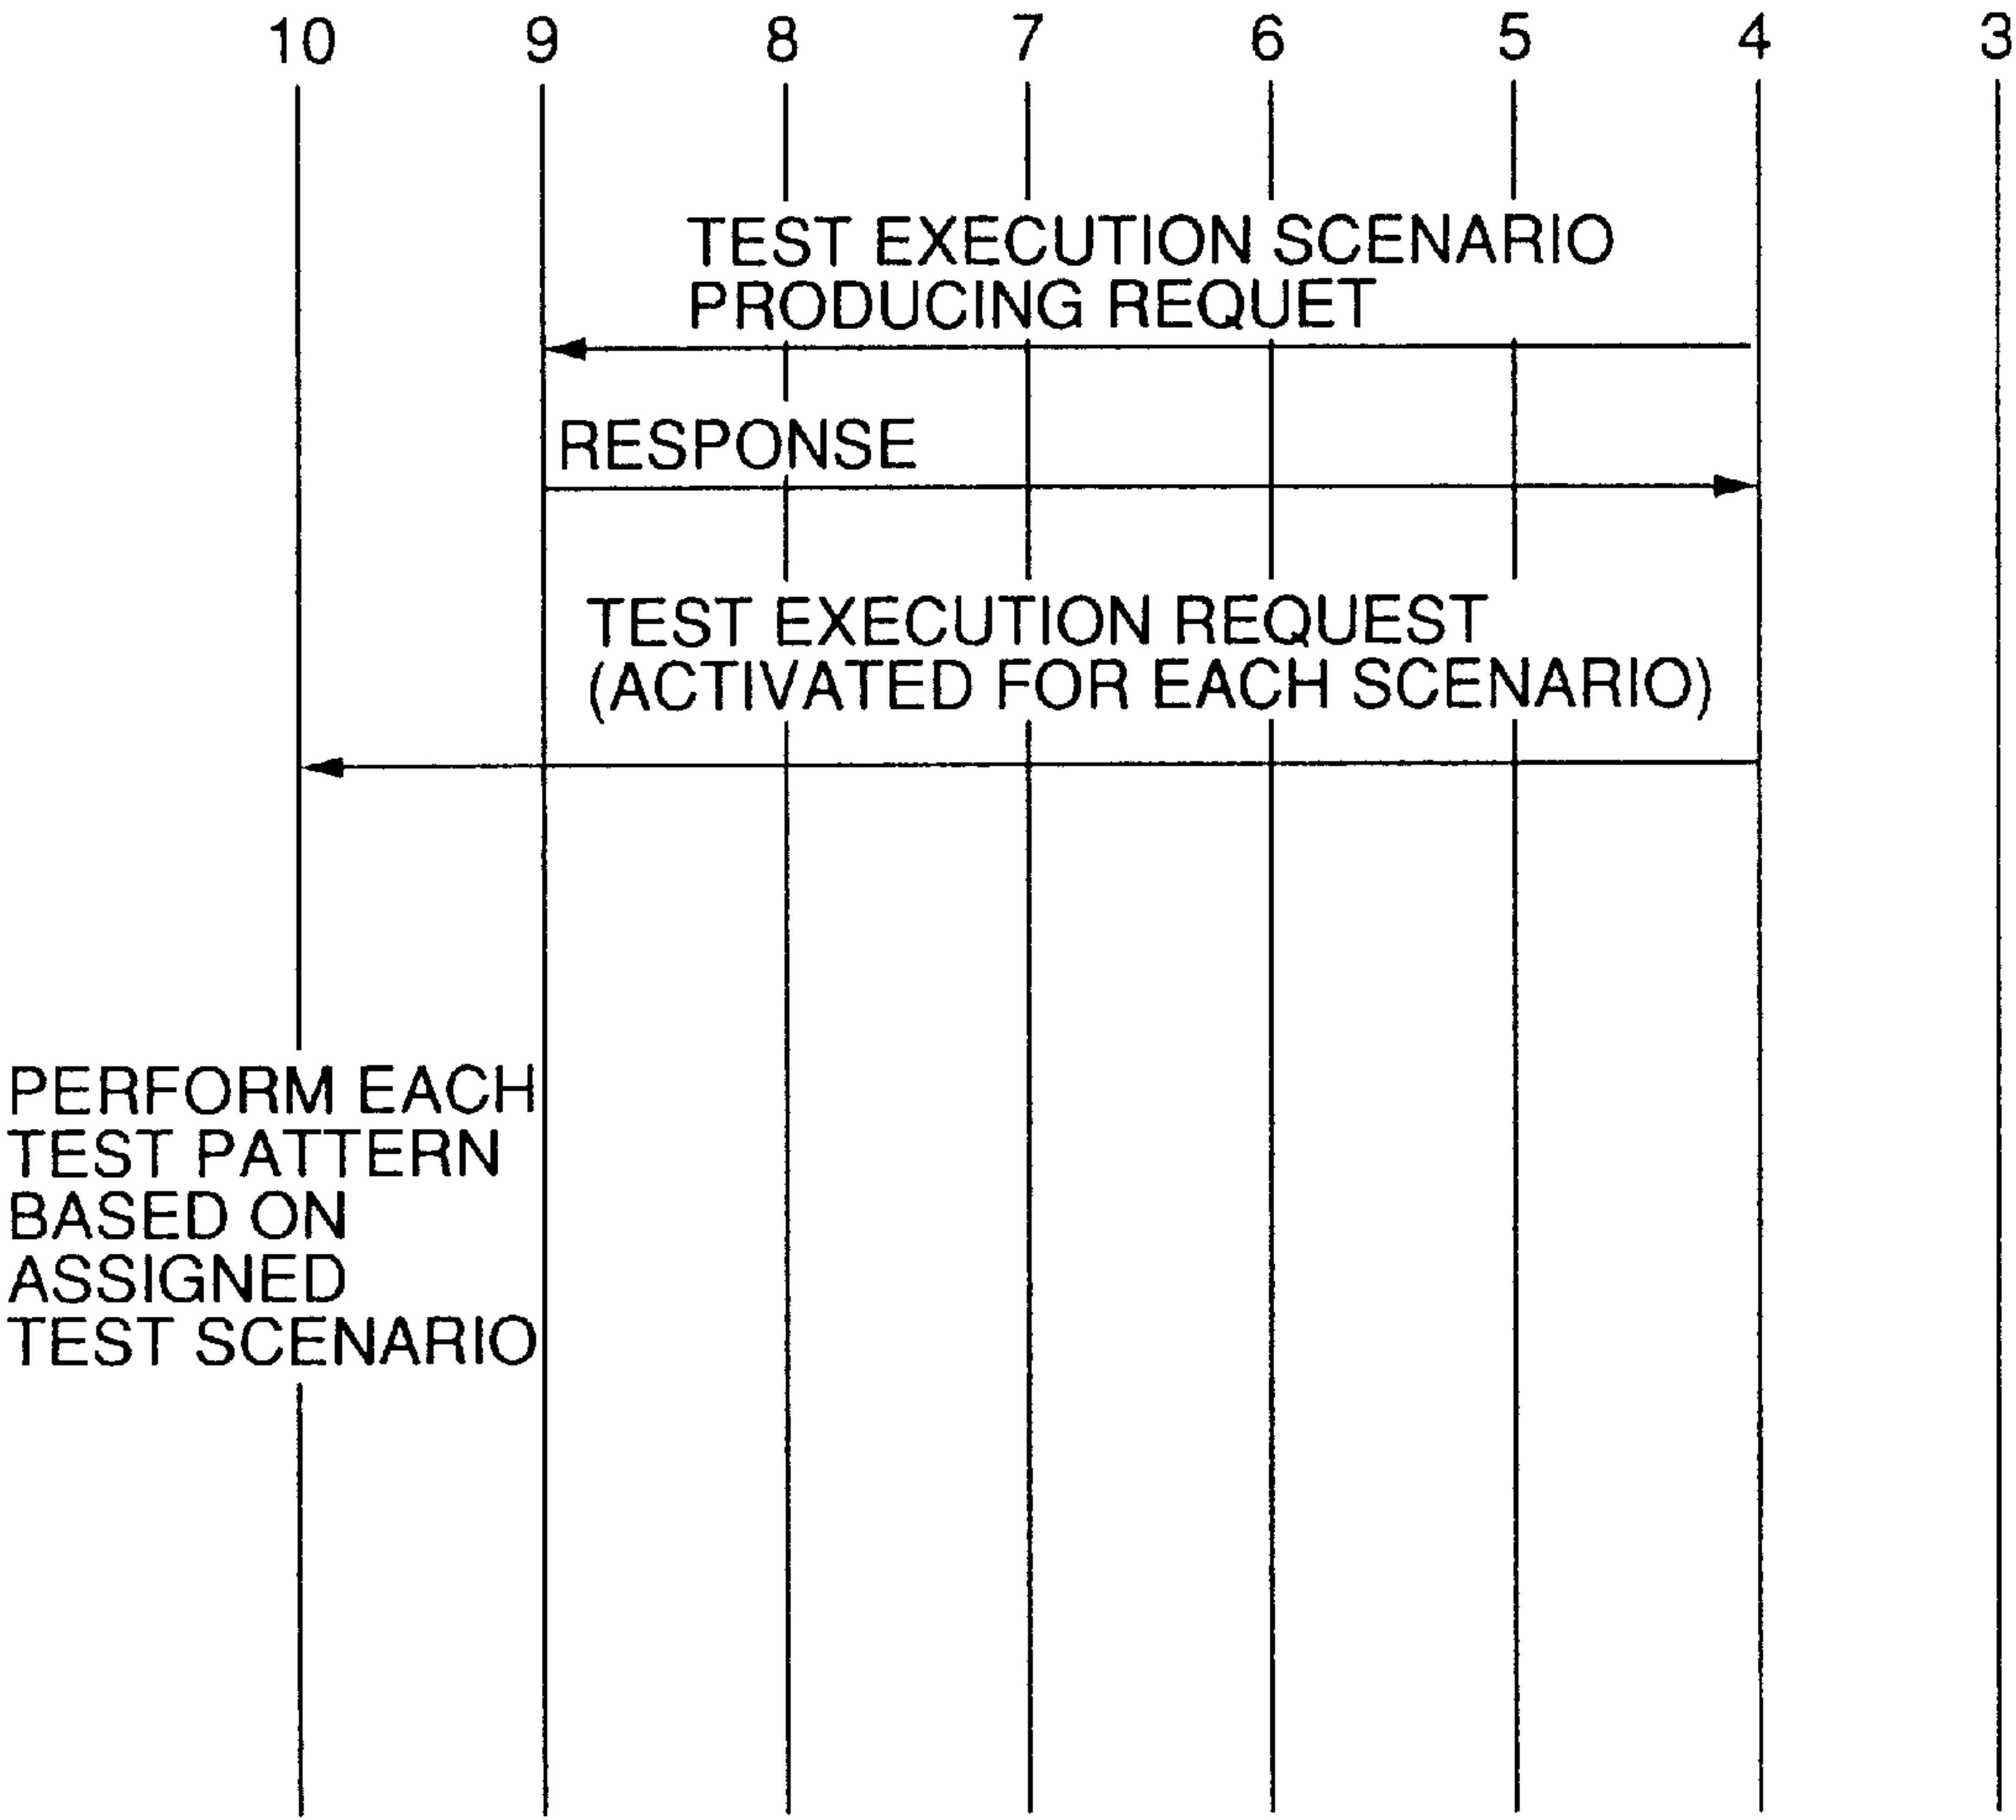 10 9 8 7 6 5 4 3
TEST EXECUTION SCENARIO
PRODUCING REQUET
RESPONSE
TEST EXECUTION REQUEST
(ACTIVATED FOR EACH SCENARIO)
PERFORM EACH
TEST PATTERN
BASED ON
ASSIGNED
TEST SCENARIO